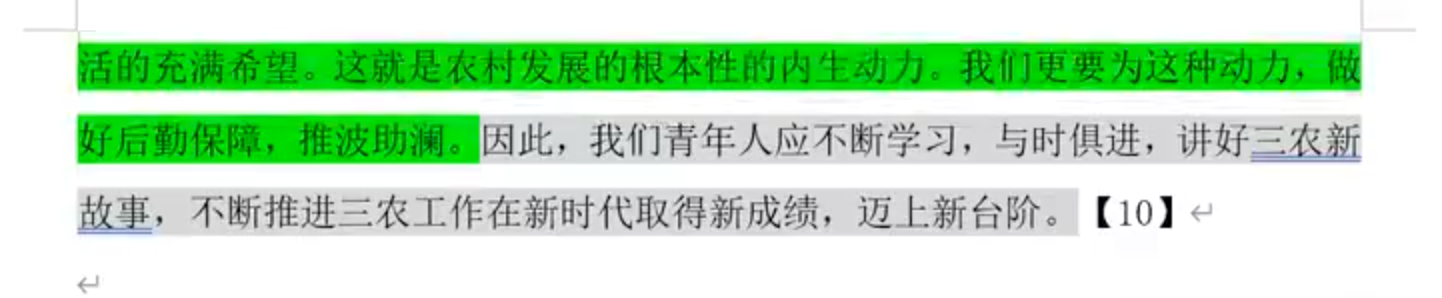 活的充满希望。这就是农村发展的根本性的内生动力。我们更要为这种动力，做
好后勤保障，推波助澜。因此，我们青年人应不断学习，与时俱进，讲好三农新
故事，不断推进三农工作在新时代取得新成绩，迈上新台阶。【10】